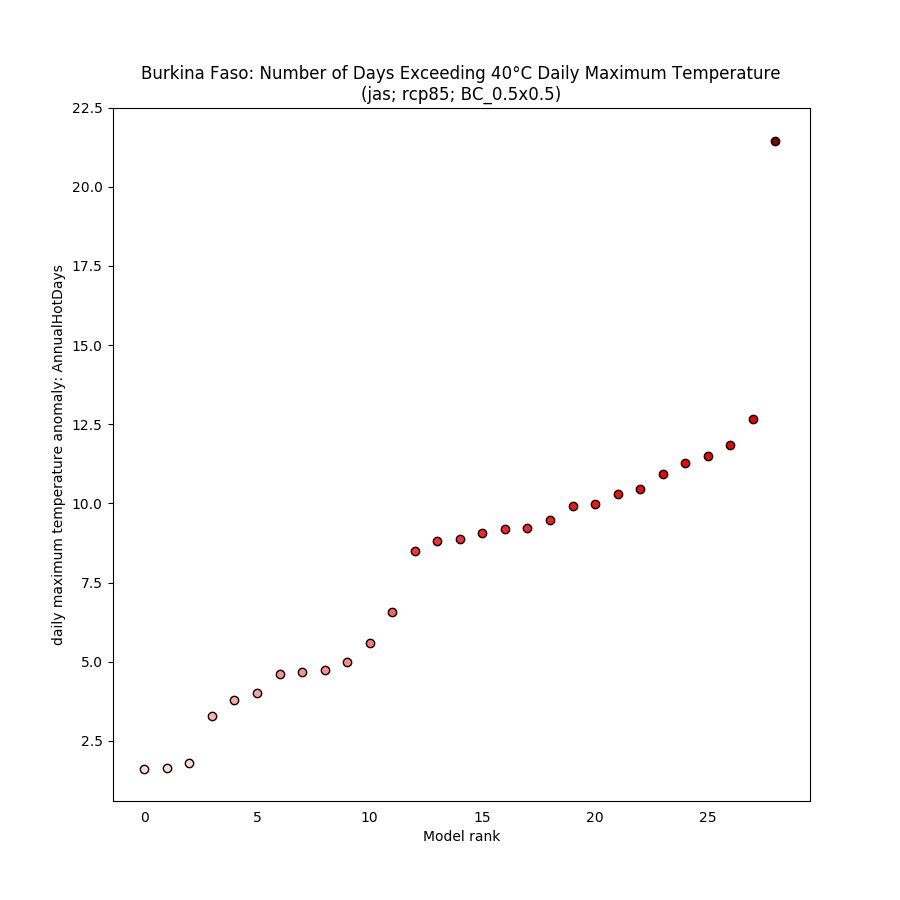 Burkina Faso: Number of Days Exceeding 40°C Daily Maximum Temperature
(jas; rcp85; BC_0.5x0.5)
daily maximum temperature anomaly: AnnualHotDays
22.5
20.0
17.5
15.0
12.5
10.0
7.5
5.0
2.5
0 5 10 15 20 25
Model rank